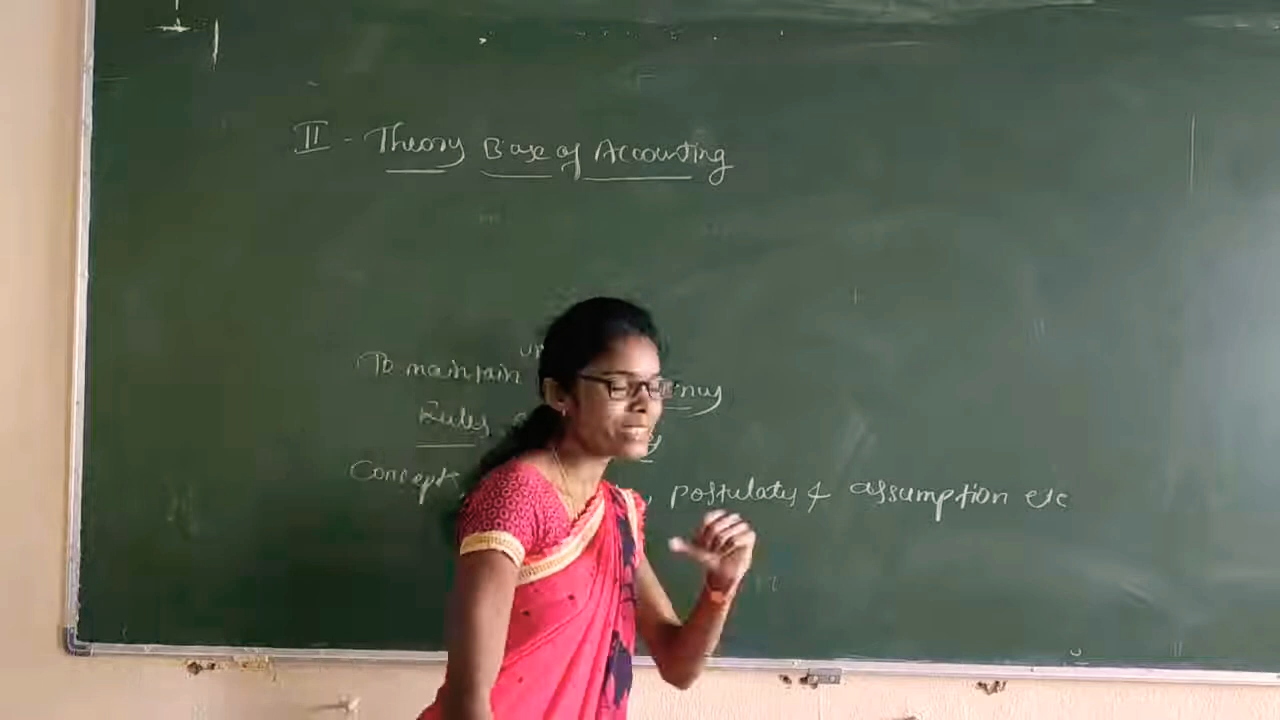 II - Theory Base of Accounting
To maintain
Rules
Concept , Postulates & assumption etc